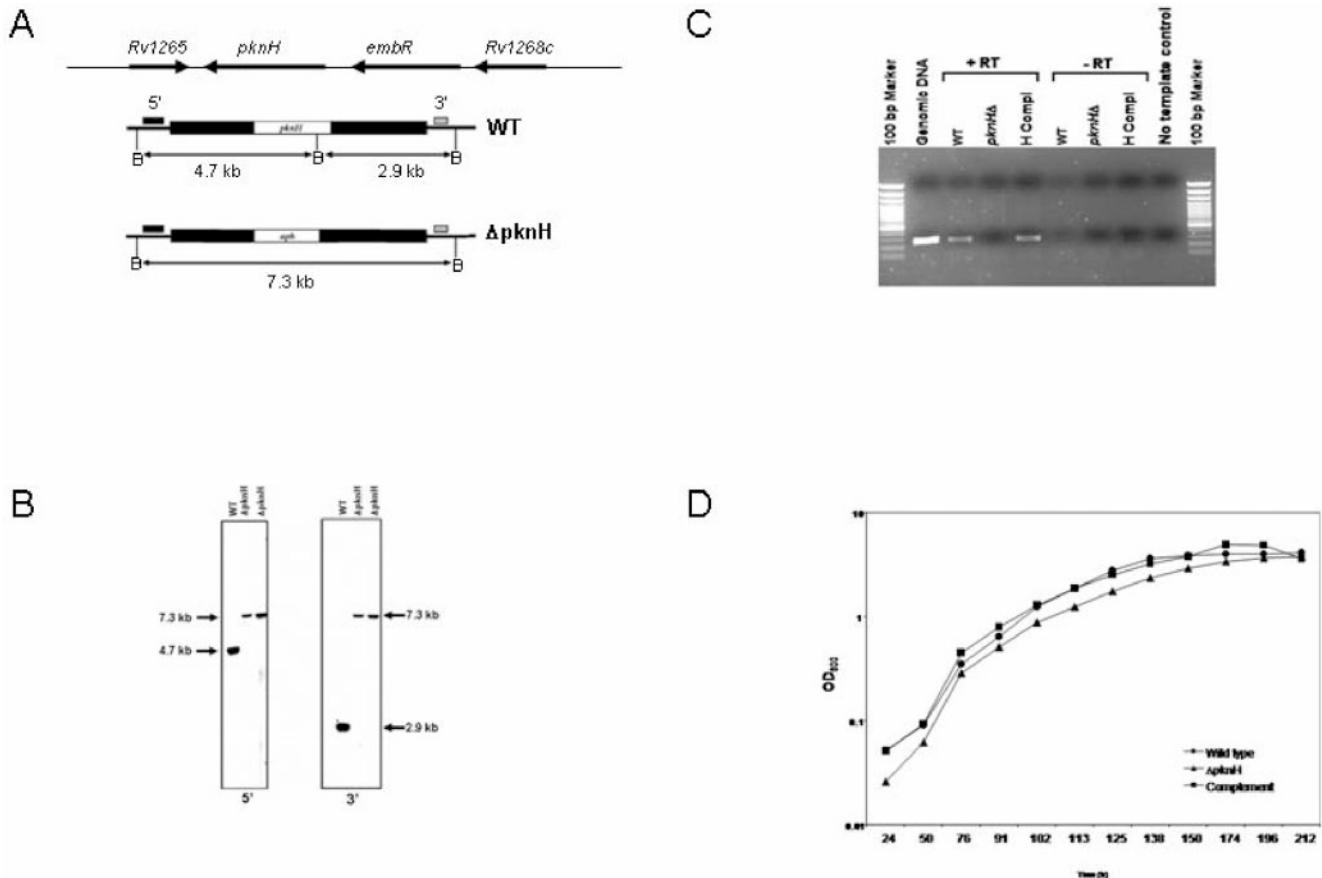 A
Rv1265 pknH embR Rv1268c
5' 3'
pknH WT
B B B
4.7 kb 2.9 kb
aph ΔpknH
B B
7.3 kb
B
WT
ΔpknH
ΔpknH
WT
ΔpknH
ΔpknH
7.3 kb
4.7 kb
7.3 kb
2.9 kb
5' 3'
C
+ RT - RT
100 bp Marker
Genomic DNA
WT
pknHΔ
H Compl
WT
pknHΔ
H Compl
No template control
100 bp Marker
D
10
1
0.1
0.01
OD600
Wild type
ΔpknH
Complement
24 50 76 91 102 113 125 138 150 174 196 212
Time (h)